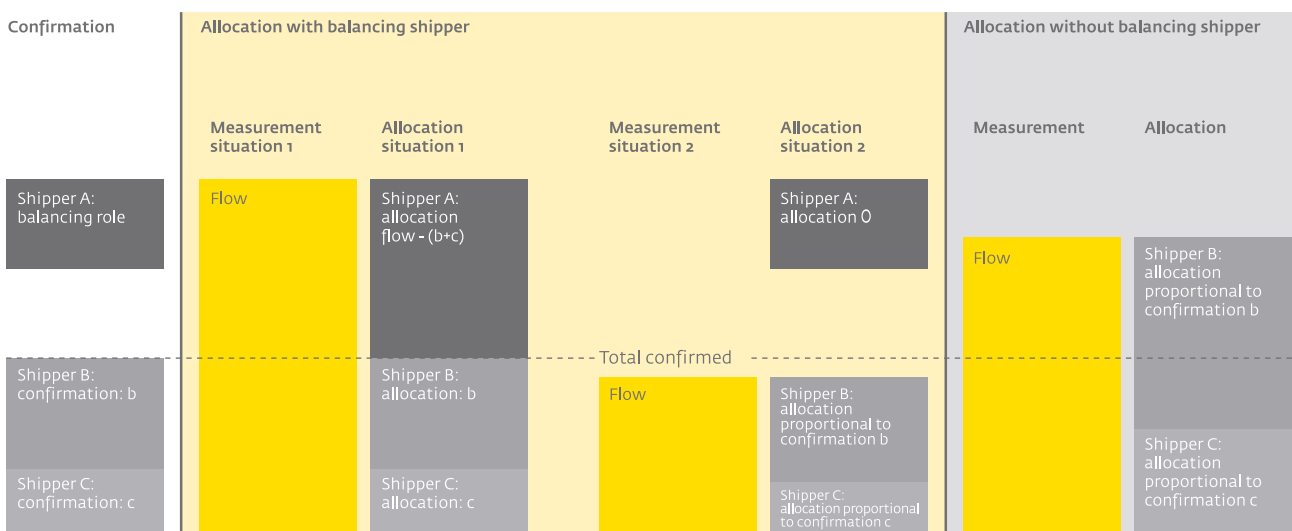 Confirmation
Allocation with balancing shipper
Allocation without balancing shipper
Measurement
situation 1
Allocation
situation 1
Measurement
situation 2
Allocation
situation 2
Measurement
Allocation
Shipper A:
balancing role
Flow
Shipper A:
allocation
flow - (b+c)
Shipper A:
allocation 0
Flow
Shipper B:
allocation
proportional to
confirmation b
Total confirmed
Shipper B:
confirmation: b
Shipper B:
allocation: b
Flow
Shipper B:
allocation
proportional to
confirmation b
Shipper C:
allocation
proportional to
confirmation c
Shipper C:
confirmation: c
Shipper C:
allocation: c
Shipper C:
allocation proportional
to confirmation c